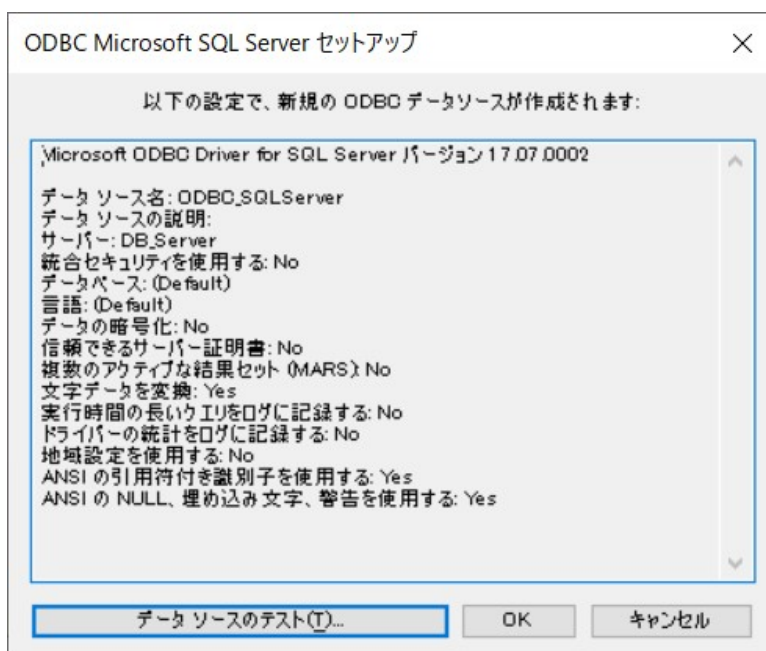 ODBC Microsoft SQL Server セットアップ
以下の設定で、新規の ODBC データソースが作成されます:
Microsoft ODBC Driver for SQL Server バージョン 17.07.0002
データ ソース名: ODBC_SQLServer
データ ソースの説明:
サーバー: DB_Server
統合セキュリティを使用する: No
データベース: (Default)
言語: (Default)
データの暗号化: No
信頼できるサーバー証明書: No
複数のアクティブな結果セット (MARS): No
文字データを変換: Yes
実行時間の長いクエリをログに記録する: No
ドライバーの統計をログに記録する: No
地域設定を使用する: No
ANSI の引用符付き識別子を使用する: Yes
ANSI の NULL、埋め込み文字、警告を使用する: Yes
データ ソースのテスト(T)...
OK
キャンセル